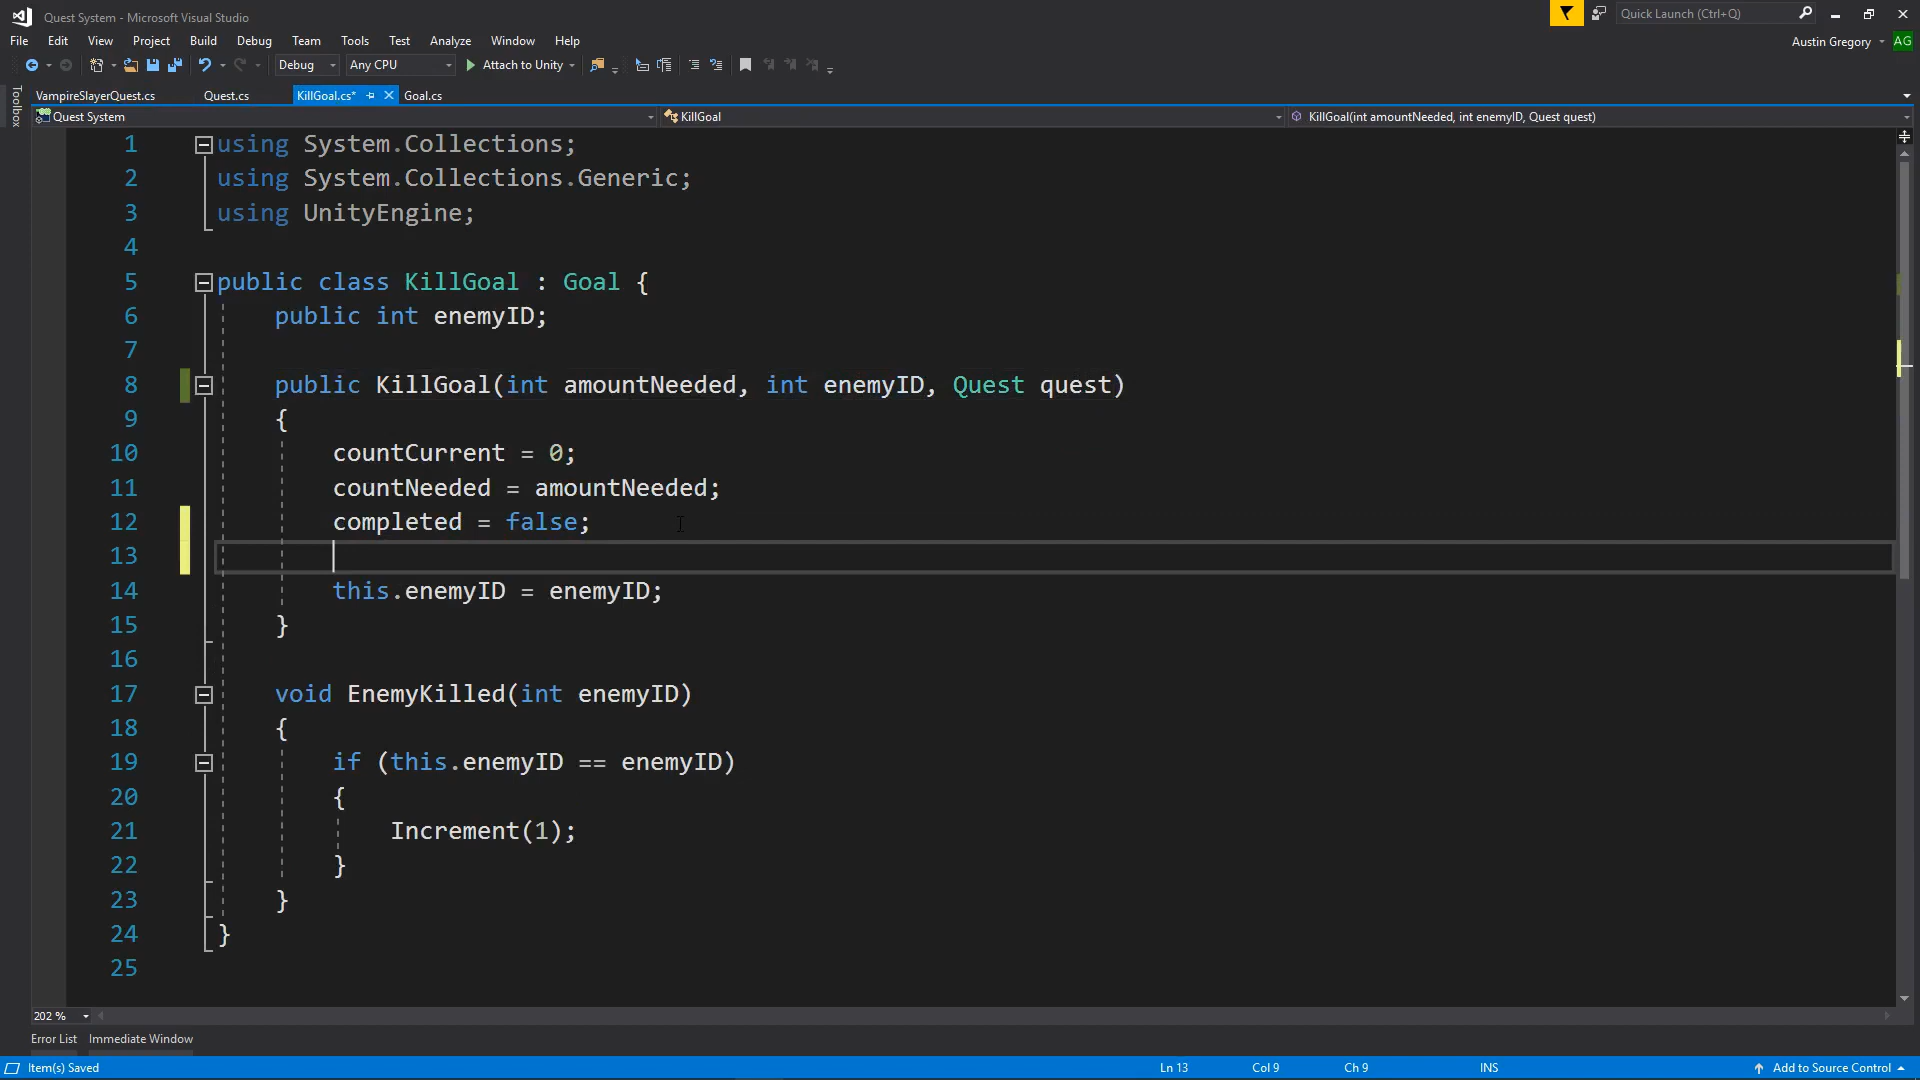 Quest System - Microsoft Visual Studio
Quick Launch (Ctrl+Q)
File Edit View Project Build Debug Team Tools Test Analyze Window Help
Austin Gregory AG
Debug Any CPU Attach to Unity
Toolbox
VampireSlayerQuest.cs Quest.cs KillGoal.cs* Goal.cs
Quest System KillGoal KillGoal(int amountNeeded, int enemyID, Quest quest)
1 using System.Collections;
2 using System.Collections.Generic;
3 using UnityEngine;
4
5 public class KillGoal : Goal {
6 public int enemyID;
7
8 public KillGoal(int amountNeeded, int enemyID, Quest quest)
9 {
10 countCurrent = 0;
11 countNeeded = amountNeeded;
12 completed = false;
13
14 this.enemyID = enemyID;
15 }
16
17 void EnemyKilled(int enemyID)
18 {
19 if (this.enemyID == enemyID)
20 {
21 Increment(1);
22 }
23 }
24 }
25
202 %
Error List Immediate Window
Item(s) Saved Ln 13 Col 9 Ch 9 INS Add to Source Control